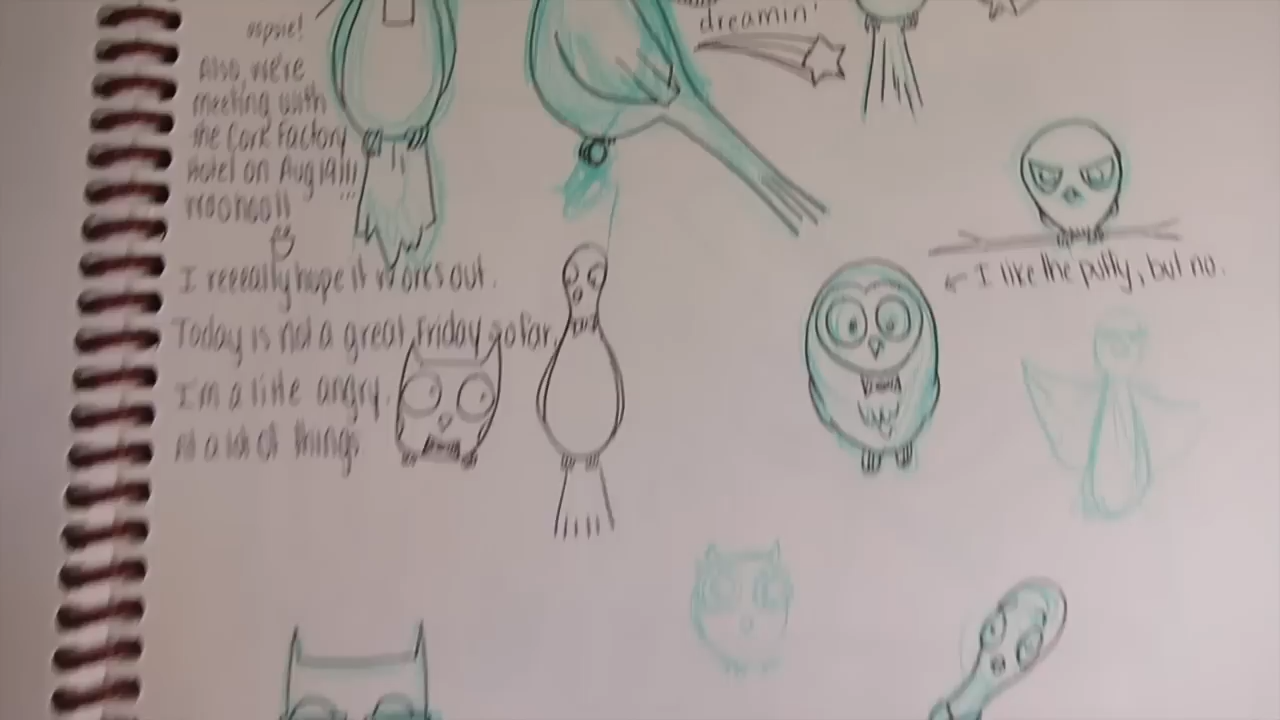 Also, we're
meeting with
the Cork Factory
Hotel on Aug 19!!!
Woohoo!!
I reeeally hope it works out.
Today is not a great Friday so far.
I'm a little angry
at a lot of things
dreamin'
← I like the puffy, but no.